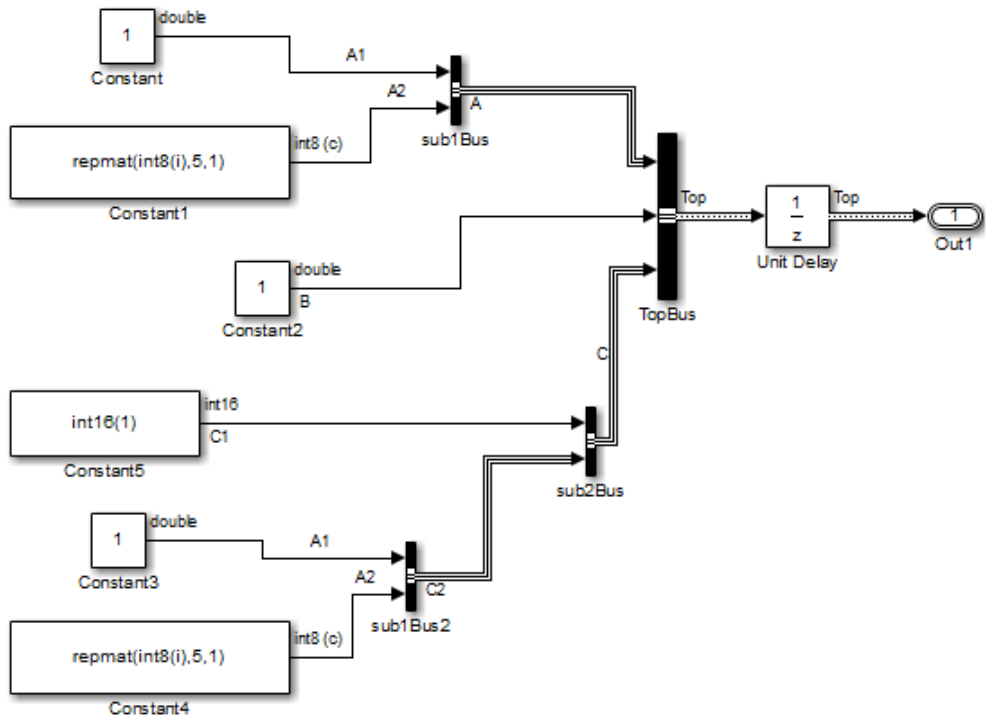 1
double
Constant
A1
A2
A
sub1Bus
repmat(int8(i),5,1)
int8 (c)
Constant1
1
double
B
Constant2
TopBus
Top
1
z
Unit Delay
Top
1
Out1
C
int16(1)
int16
C1
Constant5
sub2Bus
1
double
Constant3
A1
A2
C2
sub1Bus2
repmat(int8(i),5,1)
int8 (c)
Constant4